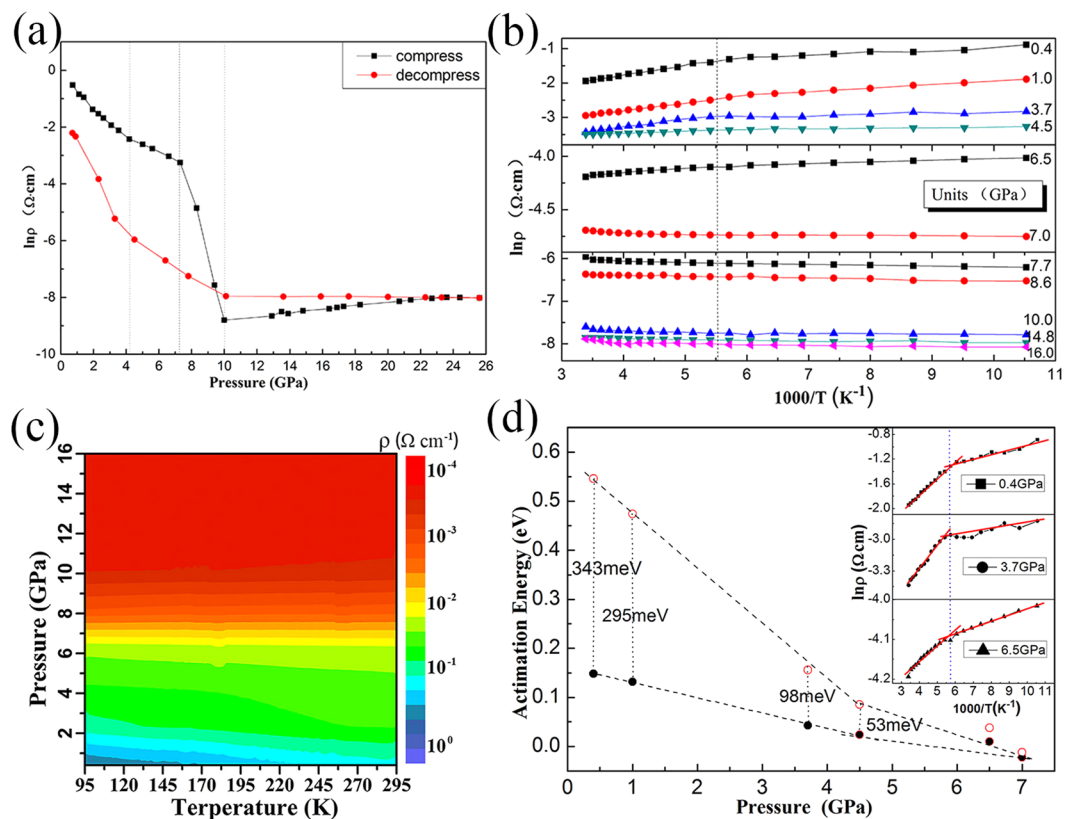 (a)
compress
decompress
0
-2
-4
-6
-8
-10
lnρ (Ω·cm)
0 2 4 6 8 10 12 14 16 18 20 22 24 26
Pressure (GPa)
(b)
-1
-2
-3
-4.0
-4.5
-6
-7
-8
lnρ (Ω·cm)
0.4
1.0
3.7
4.5
6.5
Units (GPa)
7.0
7.7
8.6
10.0
14.8
16.0
3 4 5 6 7 8 9 10 11
1000/T (K-1)
(c)
ρ (Ω cm-1)
16
14
12
10
8
6
4
2
Pressure (GPa)
10-4
10-3
10-2
10-1
100
95 120 145 170 195 220 245 270 295
Terperature (K)
(d)
0.6
0.5
0.4
0.3
0.2
0.1
0.0
Actimation Energy (eV)
343meV
295meV
98meV
53meV
0 1 2 3 4 5 6 7
Pressure (GPa)
-0.8
-1.2
-1.6
-2.0
0.4GPa
-3.0
-3.3
3.7GPa
-4.0
-4.1
-4.2
6.5GPa
lnρ (Ω.cm)
3 4 5 6 7 8 9 10 11
1000/T(K-1)